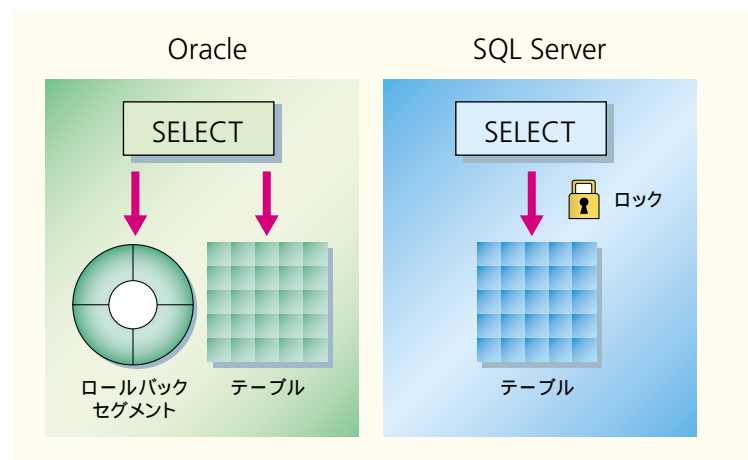 Oracle
SELECT
ロールバック
セグメント
テーブル
SQL Server
SELECT
ロック
テーブル